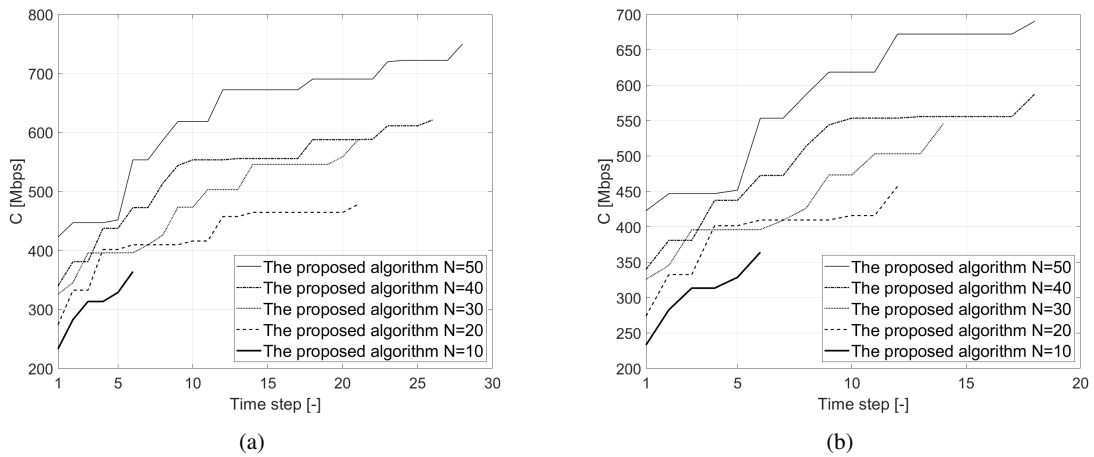 800
700
600
500
400
300
200
C [Mbps]
1
5
10
15
20
25
30
Time step [-]
The proposed algorithm N=50
The proposed algorithm N=40
The proposed algorithm N=30
The proposed algorithm N=20
The proposed algorithm N=10
(a)
700
650
600
550
500
450
400
350
300
250
200
C [Mbps]
1
5
10
15
20
Time step [-]
The proposed algorithm N=50
The proposed algorithm N=40
The proposed algorithm N=30
The proposed algorithm N=20
The proposed algorithm N=10
(b)